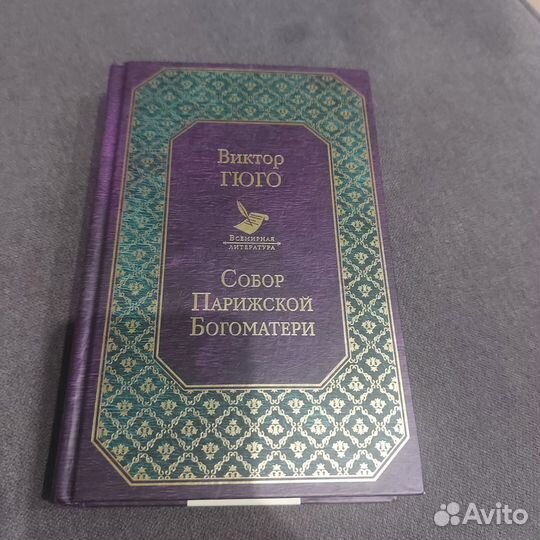 Виктор
ГЮГО
Всемирная
литература
Собор
Парижской
Богоматери
Avito